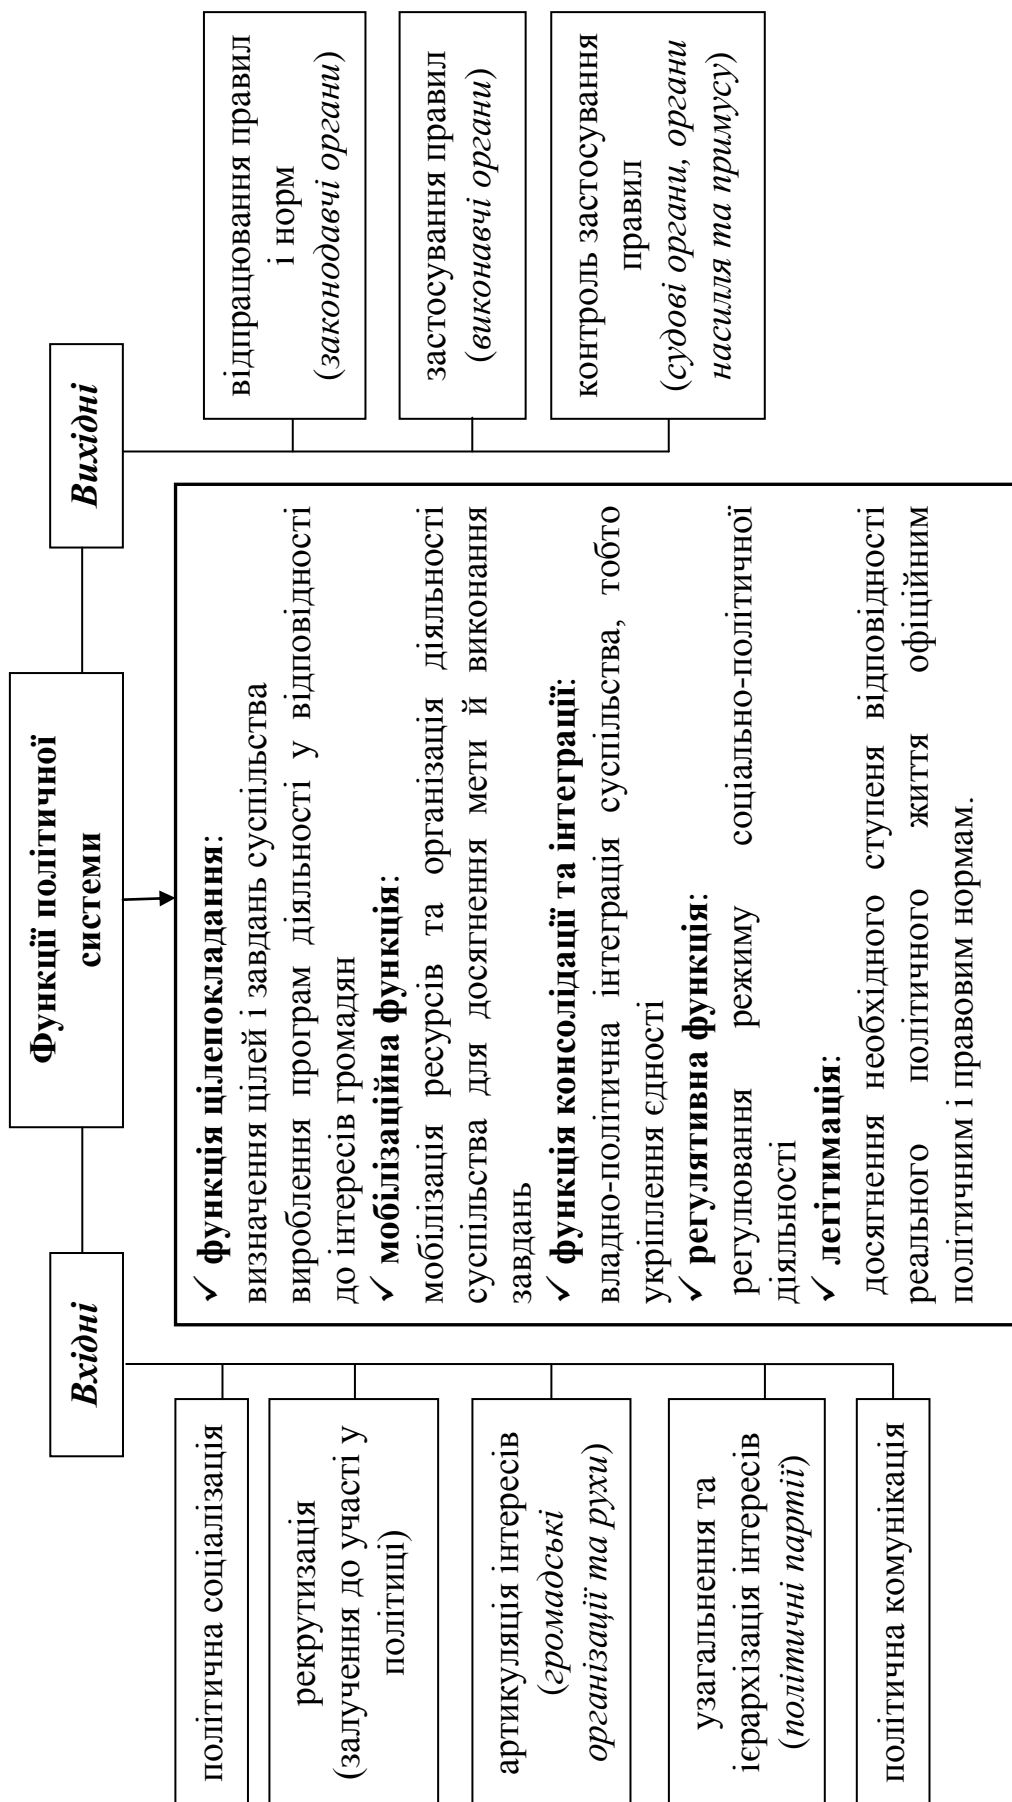 Функції політичної
системи
Вхідні
Вихідні
політична соціалізація
рекрутизація
(залучення до участі у
політиці)
артикуляція інтересів
(громадські
організації та рухи)
узагальнення та
ієрархізація інтересів
(політичні партії)
політична комунікація
✓ функція цілепокладання:
визначення цілей і завдань суспільства
вироблення програм діяльності у відповідності
до інтересів громадян
✓ мобілізаційна функція:
мобілізація ресурсів та організація діяльності
суспільства для досягнення мети й виконання
завдань
✓ функція консолідації та інтеграції:
владно-політична інтеграція суспільства, тобто
укріплення єдності
✓ регулятивна функція:
регулювання режиму соціально-політичної
діяльності
✓ легітимація:
досягнення необхідного ступеня відповідності
реального політичного життя офіційним
політичним і правовим нормам.
відпрацювання правил
і норм
(законодавчі органи)
застосування правил
(виконавчі органи)
контроль застосування
правил
(судові органи, органи
насилля та примусу)